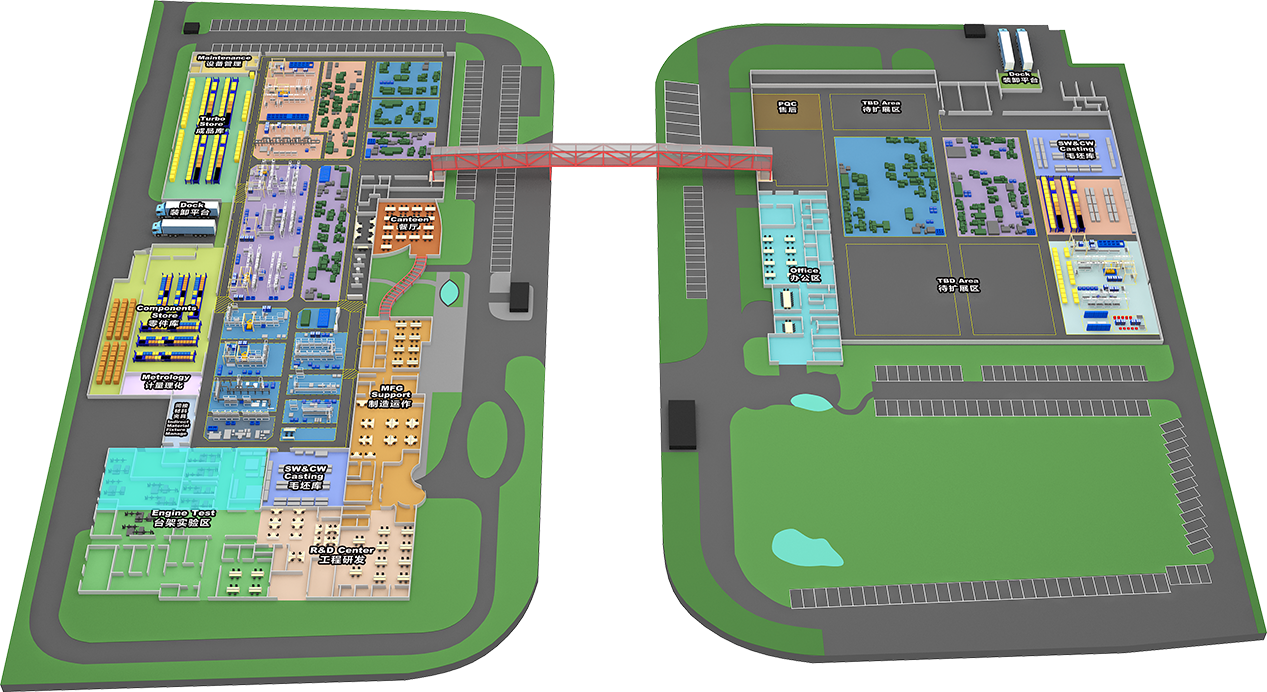 Maintenance
设备管理
Turbo
Store
成品库
Dock
装卸平台
Canteen
餐厅
Components
Store
零件库
Metrology
计量理化
间接
材料
夹具
Indirect
Material
Fixture
Manage
MFG
Support
制造运作
SW&CW
Casting
毛坯库
Engine Test
台架实验区
R&D Center
工程研发
Dock
装卸平台
PQC
售后
TBD Area
待扩展区
SW&CW
Casting
毛坯库
Office
办公区
TBD Area
待扩展区